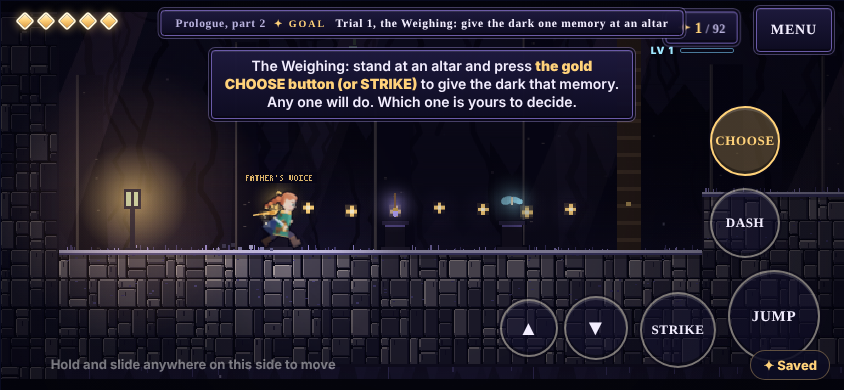 Prologue, part 2 ✦ GOAL Trial 1, the Weighing: give the dark one memory at an altar
1 / 92
MENU
LV 1
The Weighing: stand at an altar and press the gold
CHOOSE button (or STRIKE) to give the dark that memory.
Any one will do. Which one is yours to decide.
CHOOSE
FATHER'S VOICE
DASH
▲
▼
STRIKE
JUMP
Hold and slide anywhere on this side to move
✦ Saved